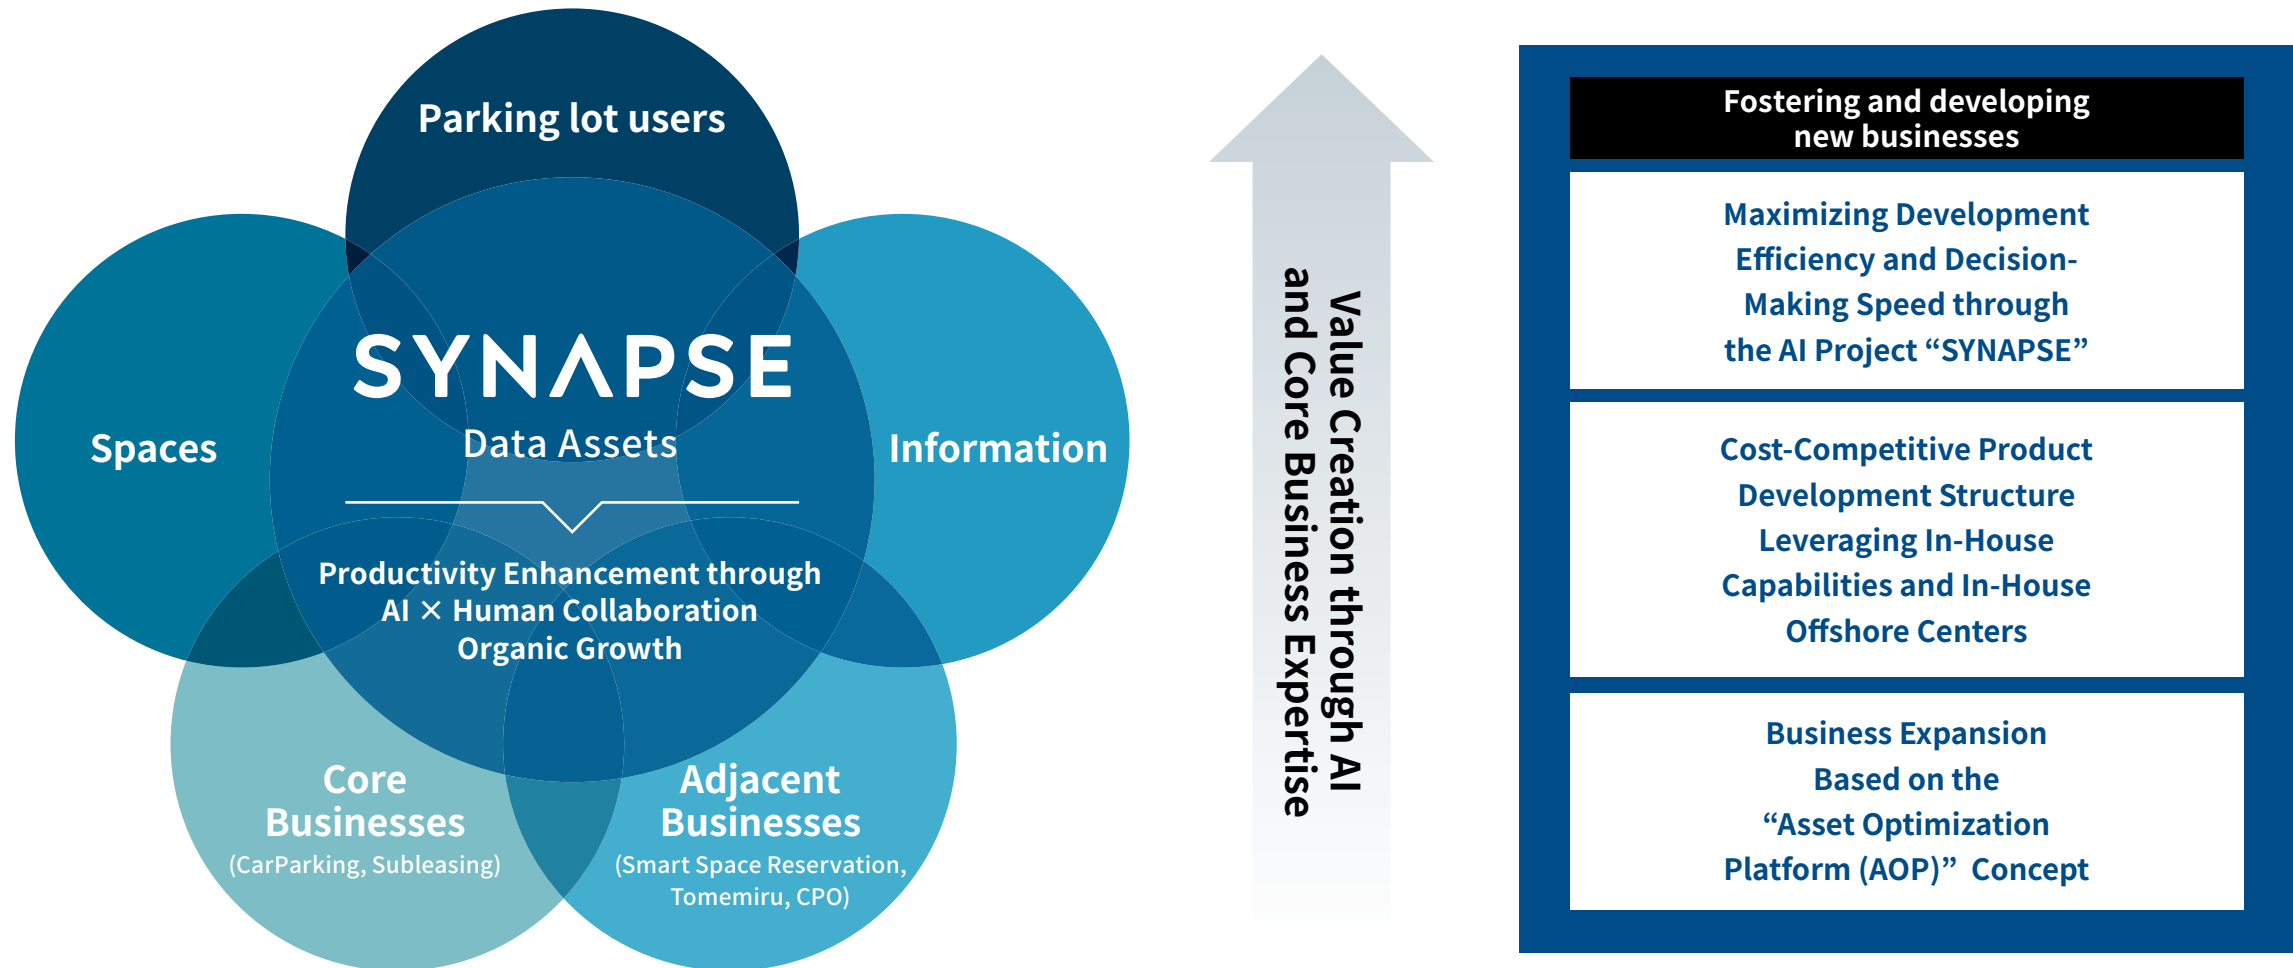 Parking lot users
Spaces
Information
SYNAPSE
Data Assets
Productivity Enhancement through
AI × Human Collaboration
Organic Growth
Core
Businesses
(CarParking, Subleasing)
Adjacent
Businesses
(Smart Space Reservation,
Tomemiru, CPO)
Value Creation through AI
and Core Business Expertise
Fostering and developing
new businesses
Maximizing Development
Efficiency and Decision-
Making Speed through
the AI Project “SYNAPSE”
Cost-Competitive Product
Development Structure
Leveraging In-House
Capabilities and In-House
Offshore Centers
Business Expansion
Based on the
“Asset Optimization
Platform (AOP)” Concept